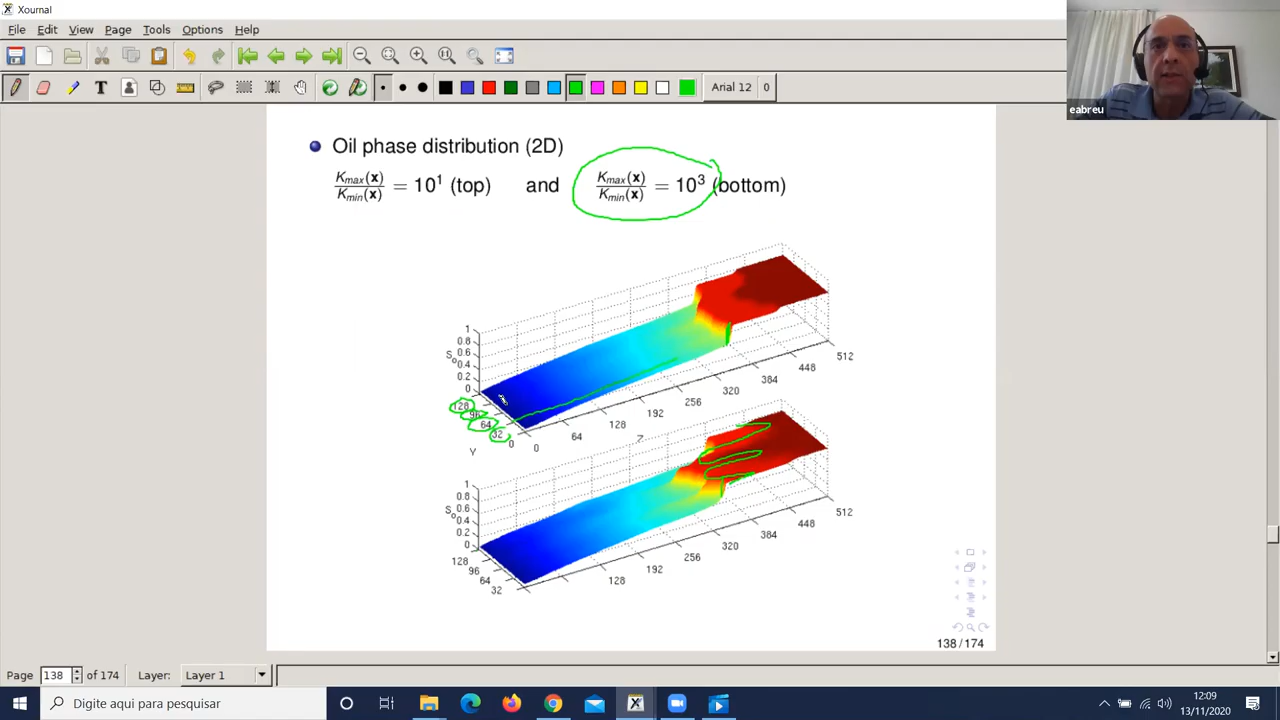 Xournal
File Edit View Page Tools Options Help
T Arial 12 0
eabreu
Oil phase distribution (2D)
Kmax(x)/Kmin(x) = 10¹ (top) and Kmax(x)/Kmin(x) = 10³ (bottom)
1
0.8
0.6
0.4
0.2
0
So
128
96
64
32
0
Y
0 64 128 192 256 320 384 448 512
Z
1
0.8
0.6
0.4
0.2
0
So
128
96
64
32
128 192 256 320 384 448 512
138 / 174
Page 138 of 174 Layer: Layer 1
Digite aqui para pesquisar
12:09
13/11/2020